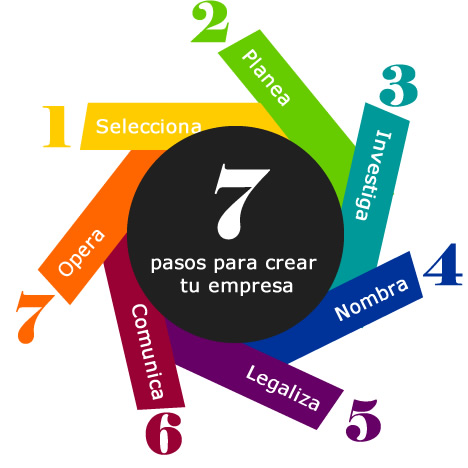 7
pasos para crear
tu empresa
1
Selecciona
2
Planea
3
Investiga
4
Nombra
5
Legaliza
6
Comunica
7
Opera